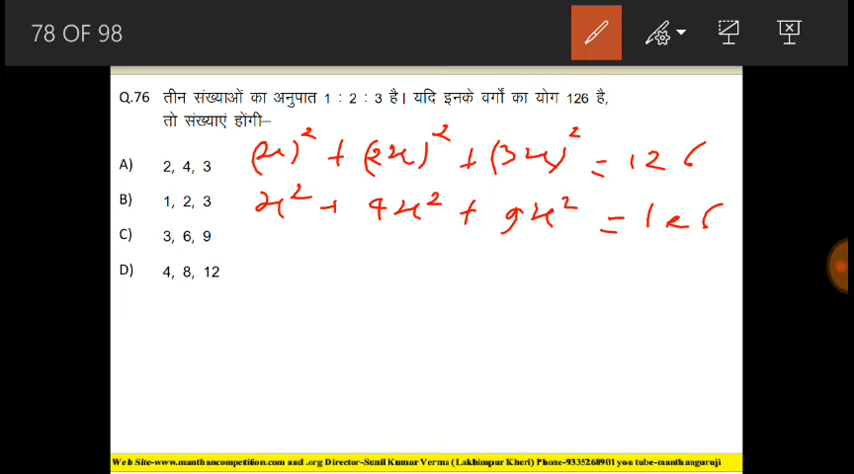 78 OF 98
Q.76 तीन संख्याओं का अनुपात 1 : 2 : 3 है। यदि इनके वर्गों का योग 126 है,
तो संख्याएं होंगी–
(x)² + (2x)² + (3x)² = 126
A) 2, 4, 3
x² + 4x² + 9x² = 126
B) 1, 2, 3
C) 3, 6, 9
D) 4, 8, 12
Web Site-www.manthancompetition.com and .org Director-Sunil Kumar Verma (Lakhimpur Kheri) Phone-9335268901 you tube-manthanguruji